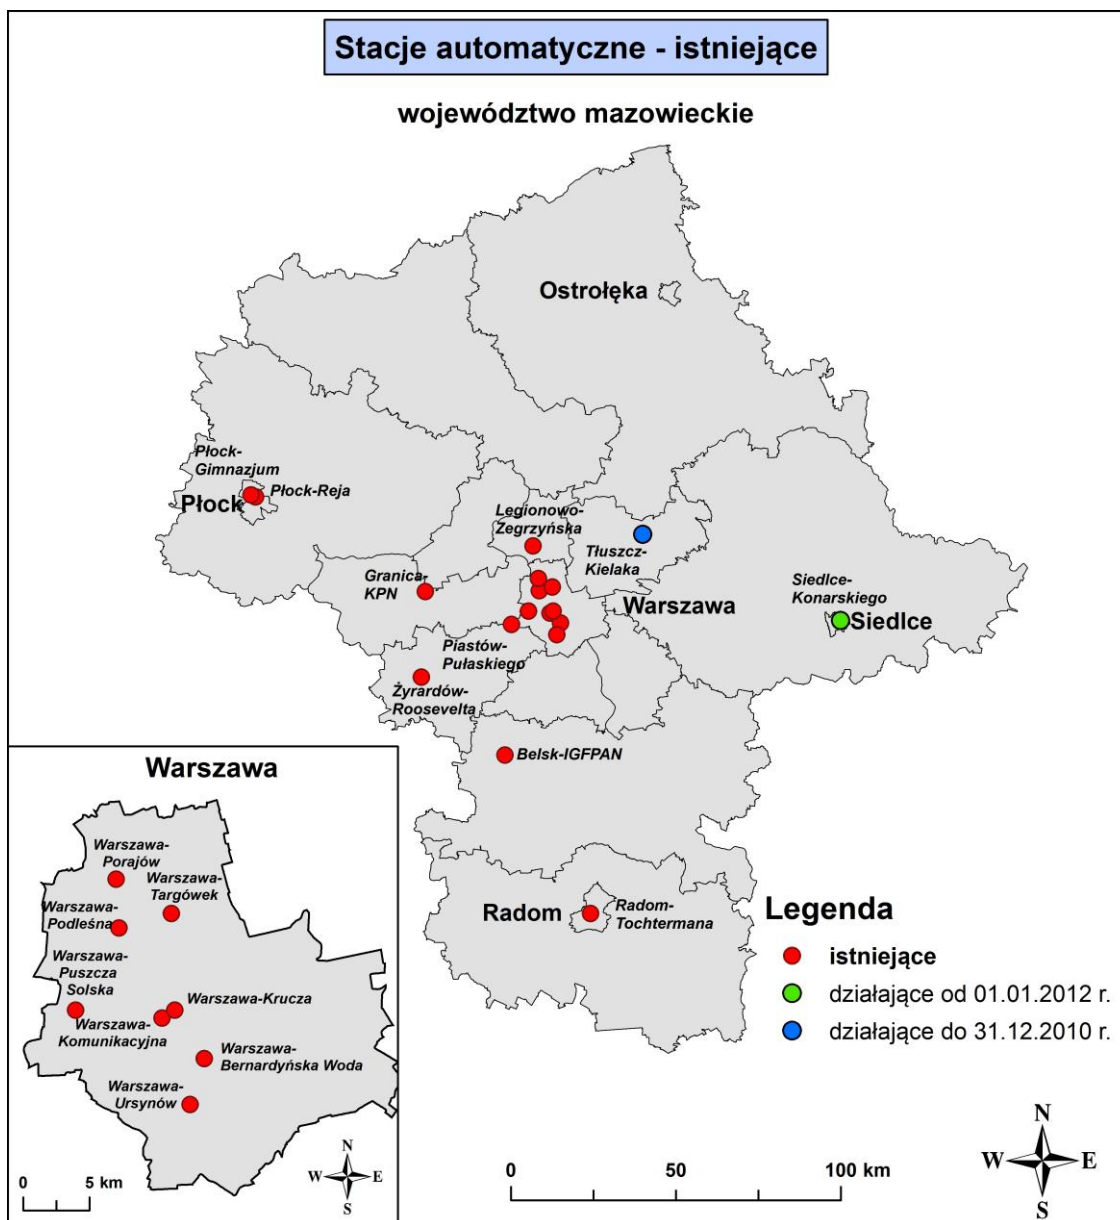 Stacje automatyczne - istniejące
województwo mazowieckie
Ostrołęka
Płock-
Gimnazjum
Płock-Reja
Płock
Legionowo-
Zegrzyńska
Tłuszcz-
Kielaka
Granica-
KPN
Siedlce-
Konarskiego
Warszawa
Siedlce
Piastów-
Pułaskiego
Żyrardów-
Roosevelta
Belsk-IGFPAN
Radom
Radom-
Tochtermana
Warszawa
Warszawa-
Porajów
Warszawa-
Targówek
Warszawa-
Podleśna
Warszawa-
Puszcza
Solska
Warszawa-Krucza
Warszawa-
Komunikacyjna
Warszawa-
Bernardyńska Woda
Warszawa-
Ursynów
N
W E
S
0 5 km
Legenda
istniejące
działające od 01.01.2012 r.
działające do 31.12.2010 r.
0 50 100 km
N
W E
S